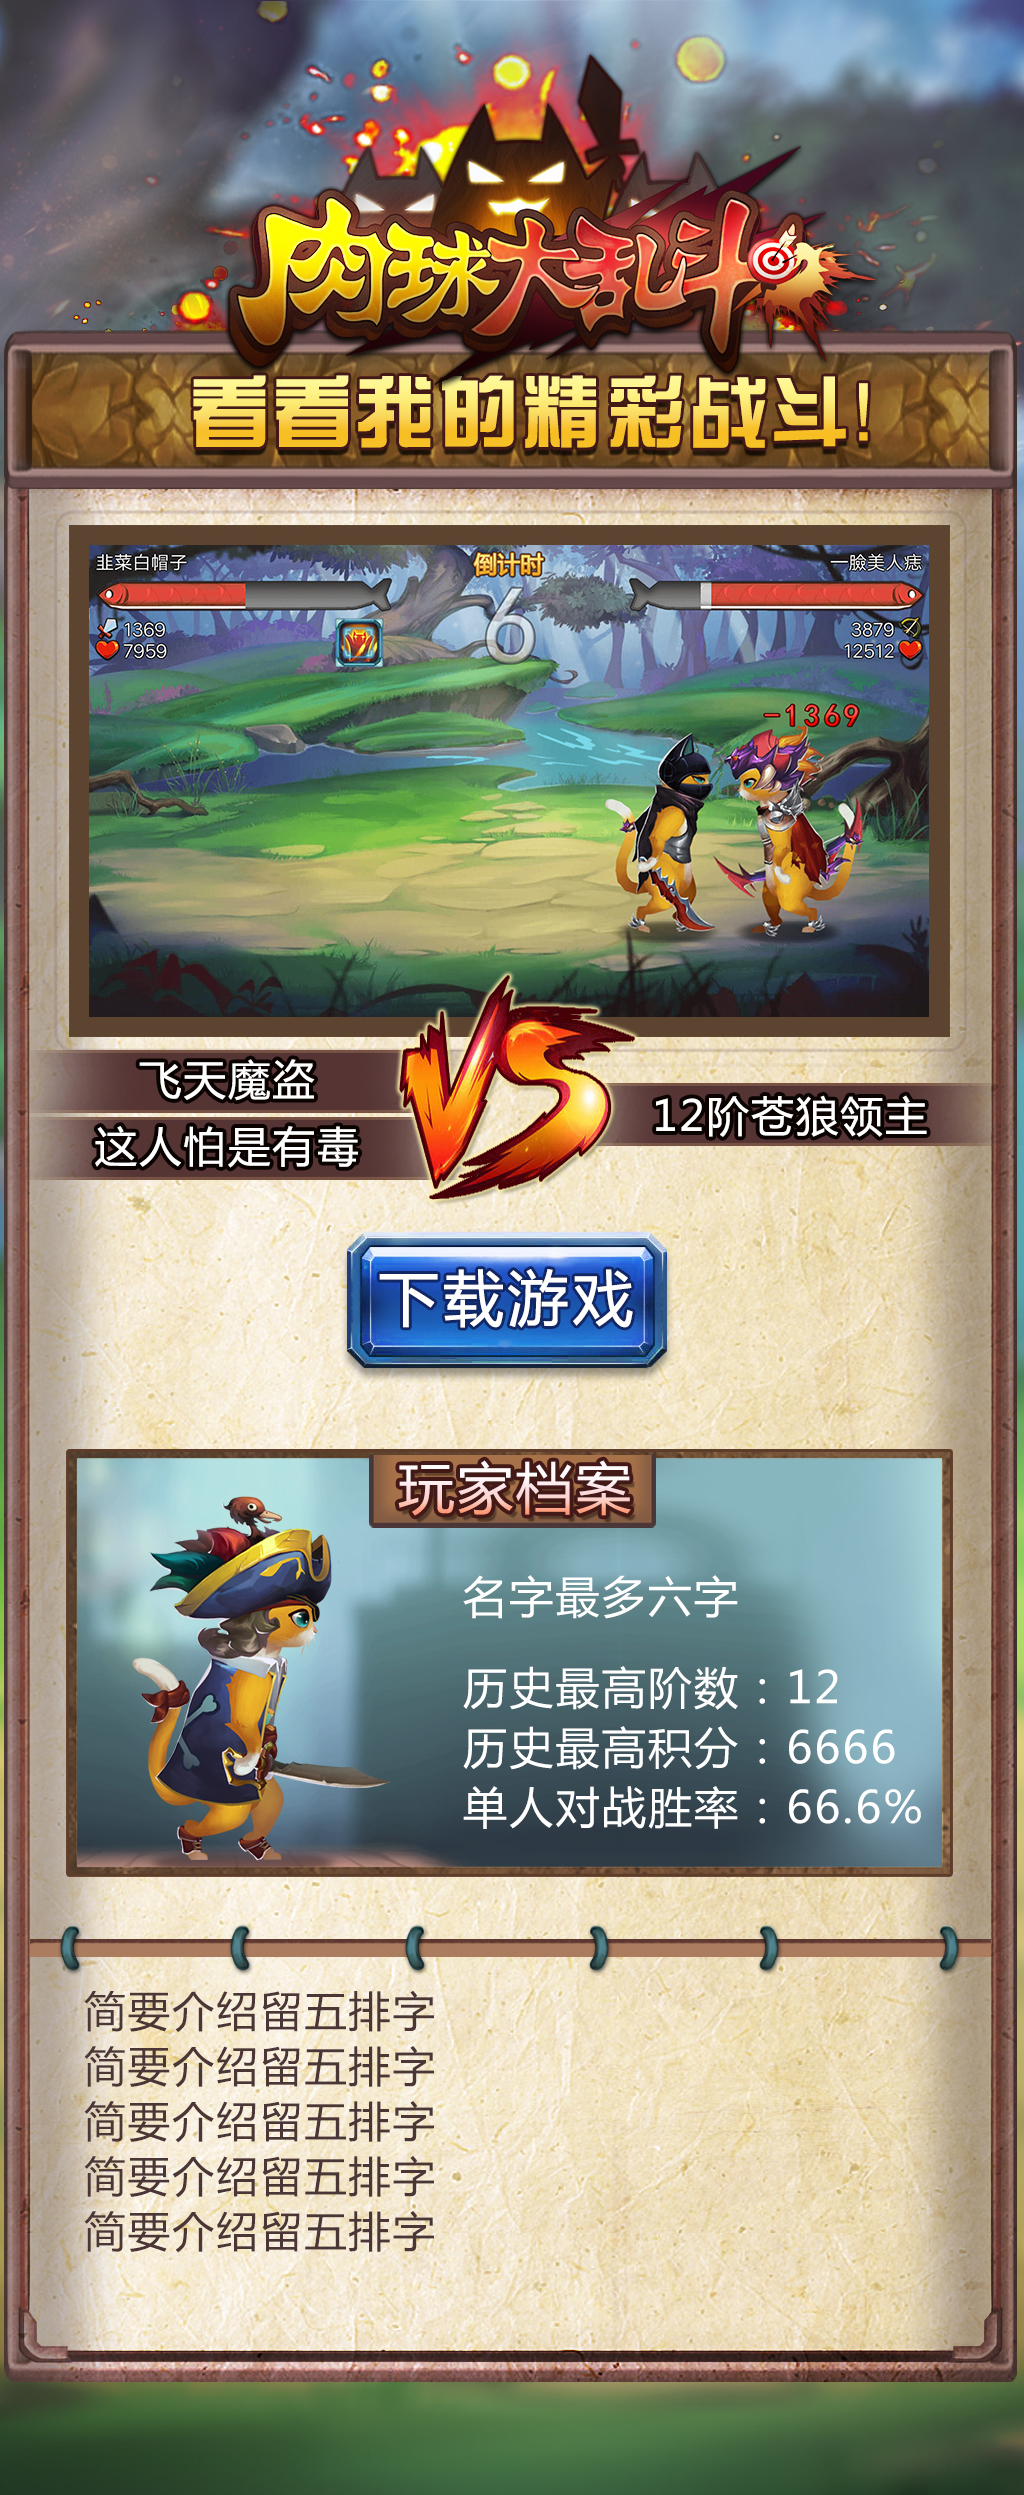 肉球大乱斗
看看我的精彩战斗!
韭菜白帽子
倒计时
一臉美人痣
6
1369
7959
3879
12512
-1369
飞天魔盗
这人怕是有毒
VS
12阶苍狼领主
下载游戏
玩家档案
名字最多六字
历史最高阶数：12
历史最高积分：6666
单人对战胜率：66.6%
简要介绍留五排字
简要介绍留五排字
简要介绍留五排字
简要介绍留五排字
简要介绍留五排字